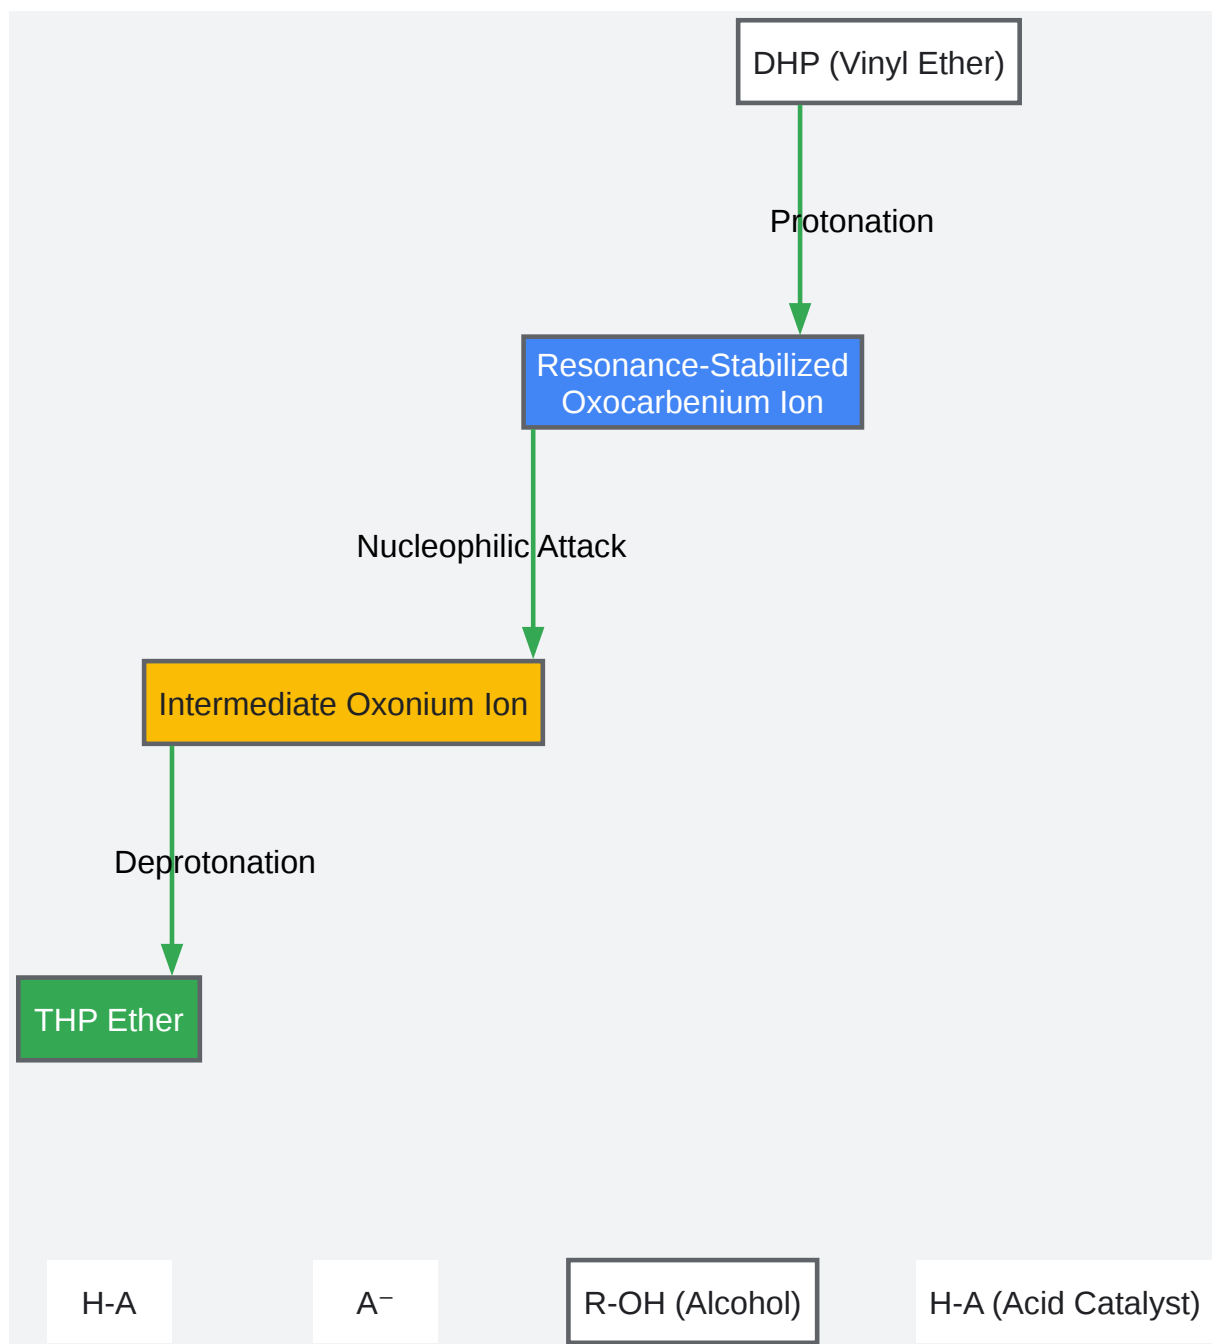 DHP (Vinyl Ether)
Protonation
Resonance-Stabilized
Oxocarbenium Ion
Nucleophilic Attack
Intermediate Oxonium Ion
Deprotonation
THP Ether
H-A
A⁻
R-OH (Alcohol)
H-A (Acid Catalyst)